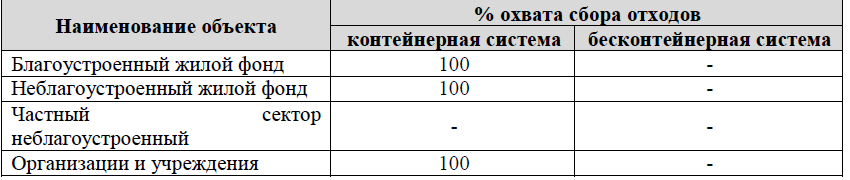 Наименование объекта
% охвата сбора отходов
контейнерная система
бесконтейнерная система
Благоустроенный жилой фонд 100 -
Неблагоустроенный жилой фонд 100 -
Частный сектор
неблагоустроенный - -
Организации и учреждения 100 -